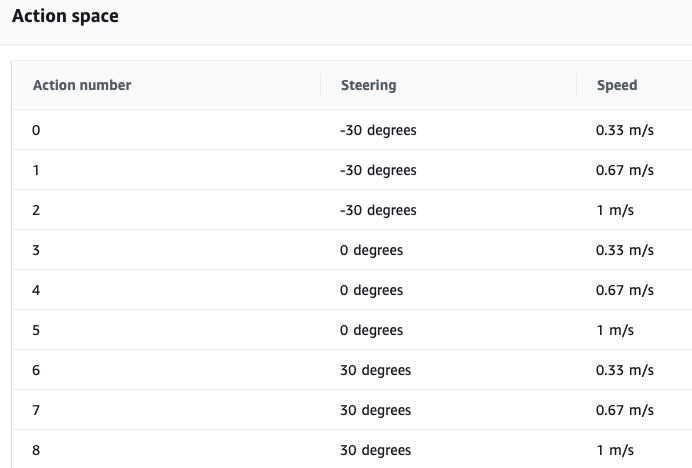 Action space
Action number Steering Speed
0 -30 degrees 0.33 m/s
1 -30 degrees 0.67 m/s
2 -30 degrees 1 m/s
3 0 degrees 0.33 m/s
4 0 degrees 0.67 m/s
5 0 degrees 1 m/s
6 30 degrees 0.33 m/s
7 30 degrees 0.67 m/s
8 30 degrees 1 m/s